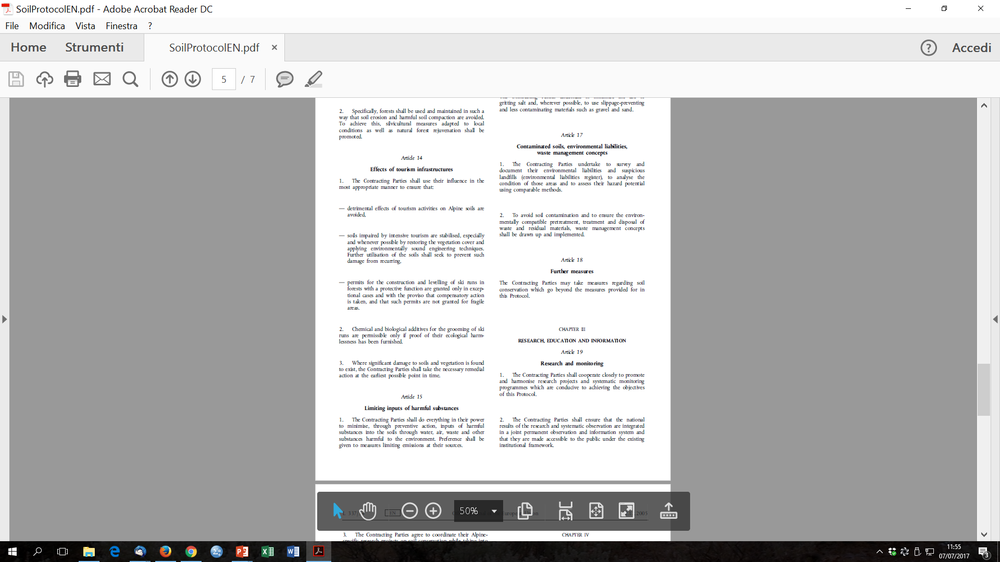 SoilProtocolEN.pdf - Adobe Acrobat Reader DC
File Modifica Vista Finestra ?
Home Strumenti SoilProtocolEN.pdf × ? Accedi
5 / 7
2. Specifically, forests shall be used and maintained in such a
way that soil erosion and harmful soil compaction are avoided.
To achieve this, silvicultural measures adapted to local
conditions as well as natural forest rejuvenation shall be
promoted.
Article 14
Effects of tourism infrastructures
1. The Contracting Parties shall use their influence in the
most appropriate manner to ensure that:
— detrimental effects of tourism activities on Alpine soils are
avoided,
— soils impaired by intensive tourism are stabilised, especially
and whenever possible by restoring the vegetation cover and
applying environmentally sound engineering techniques.
Further utilisation of the soils shall seek to prevent such
damage from recurring,
— permits for the construction and levelling of ski runs in
forests with a protective function are granted only in excep-
tional cases and with the proviso that compensatory action
is taken, and that such permits are not granted for fragile
areas.
2. Chemical and biological additives for the grooming of ski
runs are permissible only if proof of their ecological harm-
lessness has been furnished.
3. Where significant damage to soils and vegetation is found
to exist, the Contracting Parties shall take the necessary remedial
action at the earliest possible point in time.
Article 15
Limiting inputs of harmful substances
1. The Contracting Parties shall do everything in their power
to minimise, through preventive action, inputs of harmful
substances into the soils through water, air, waste and other
substances harmful to the environment. Preference shall be
given to measures limiting emissions at their sources.
gritting salt and, wherever possible, to use slippage-preventing
and less contaminating materials such as gravel and sand.
Article 17
Contaminated soils, environmental liabilities,
waste management concepts
1. The Contracting Parties undertake to survey and
document their environmental liabilities and suspicious
landfills (environmental liabilities register), to analyse the
condition of those areas and to assess their hazard potential
using comparable methods.
2. To avoid soil contamination and to ensure the environ-
mentally compatible pretreatment, treatment and disposal of
waste and residual materials, waste management concepts
shall be drawn up and implemented.
Article 18
Further measures
The Contracting Parties may take measures regarding soil
conservation which go beyond the measures provided for in
this Protocol.
CHAPTER III
RESEARCH, EDUCATION AND INFORMATION
Article 19
Research and monitoring
1. The Contracting Parties shall cooperate closely to promote
and harmonise research projects and systematic monitoring
programmes which are conducive to achieving the objectives
of this Protocol.
2. The Contracting Parties shall ensure that the national
results of the research and systematic observation are integrated
in a joint permanent observation and information system and
that they are made accessible to the public under the existing
institutional framework.
50%
EN
3. The Contracting Parties agree to coordinate their Alpine-
CHAPTER IV
11:55
07/07/2017
3